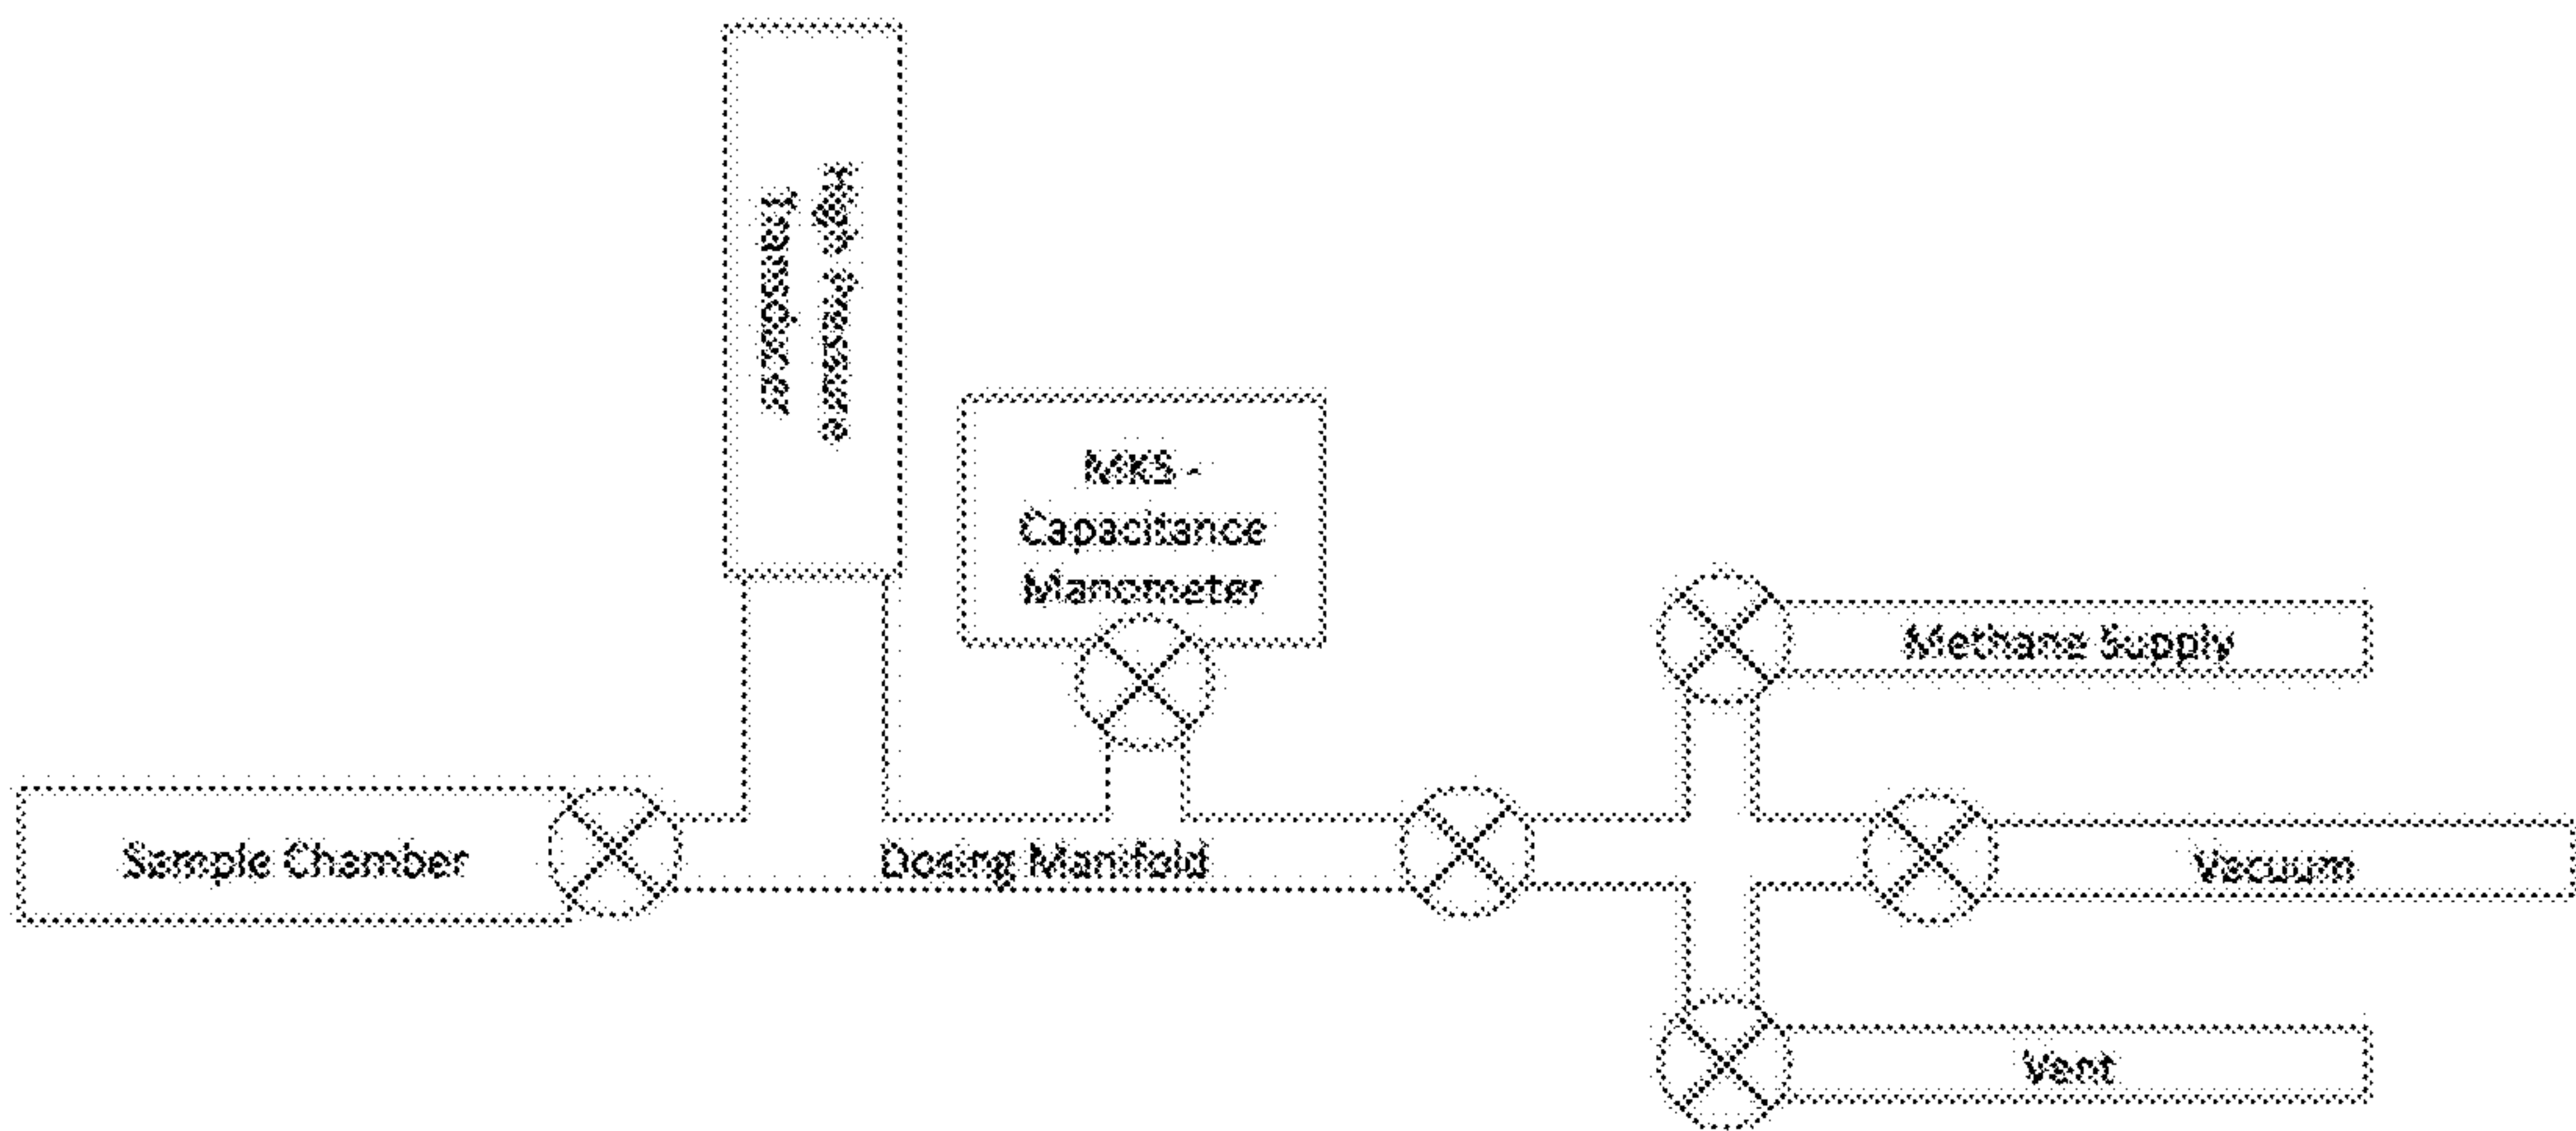 High Pressure
Transducer
MKS -
Capacitance
Manometer
Methane Supply
Sample Chamber
Dosing Manifold
Vacuum
Vent